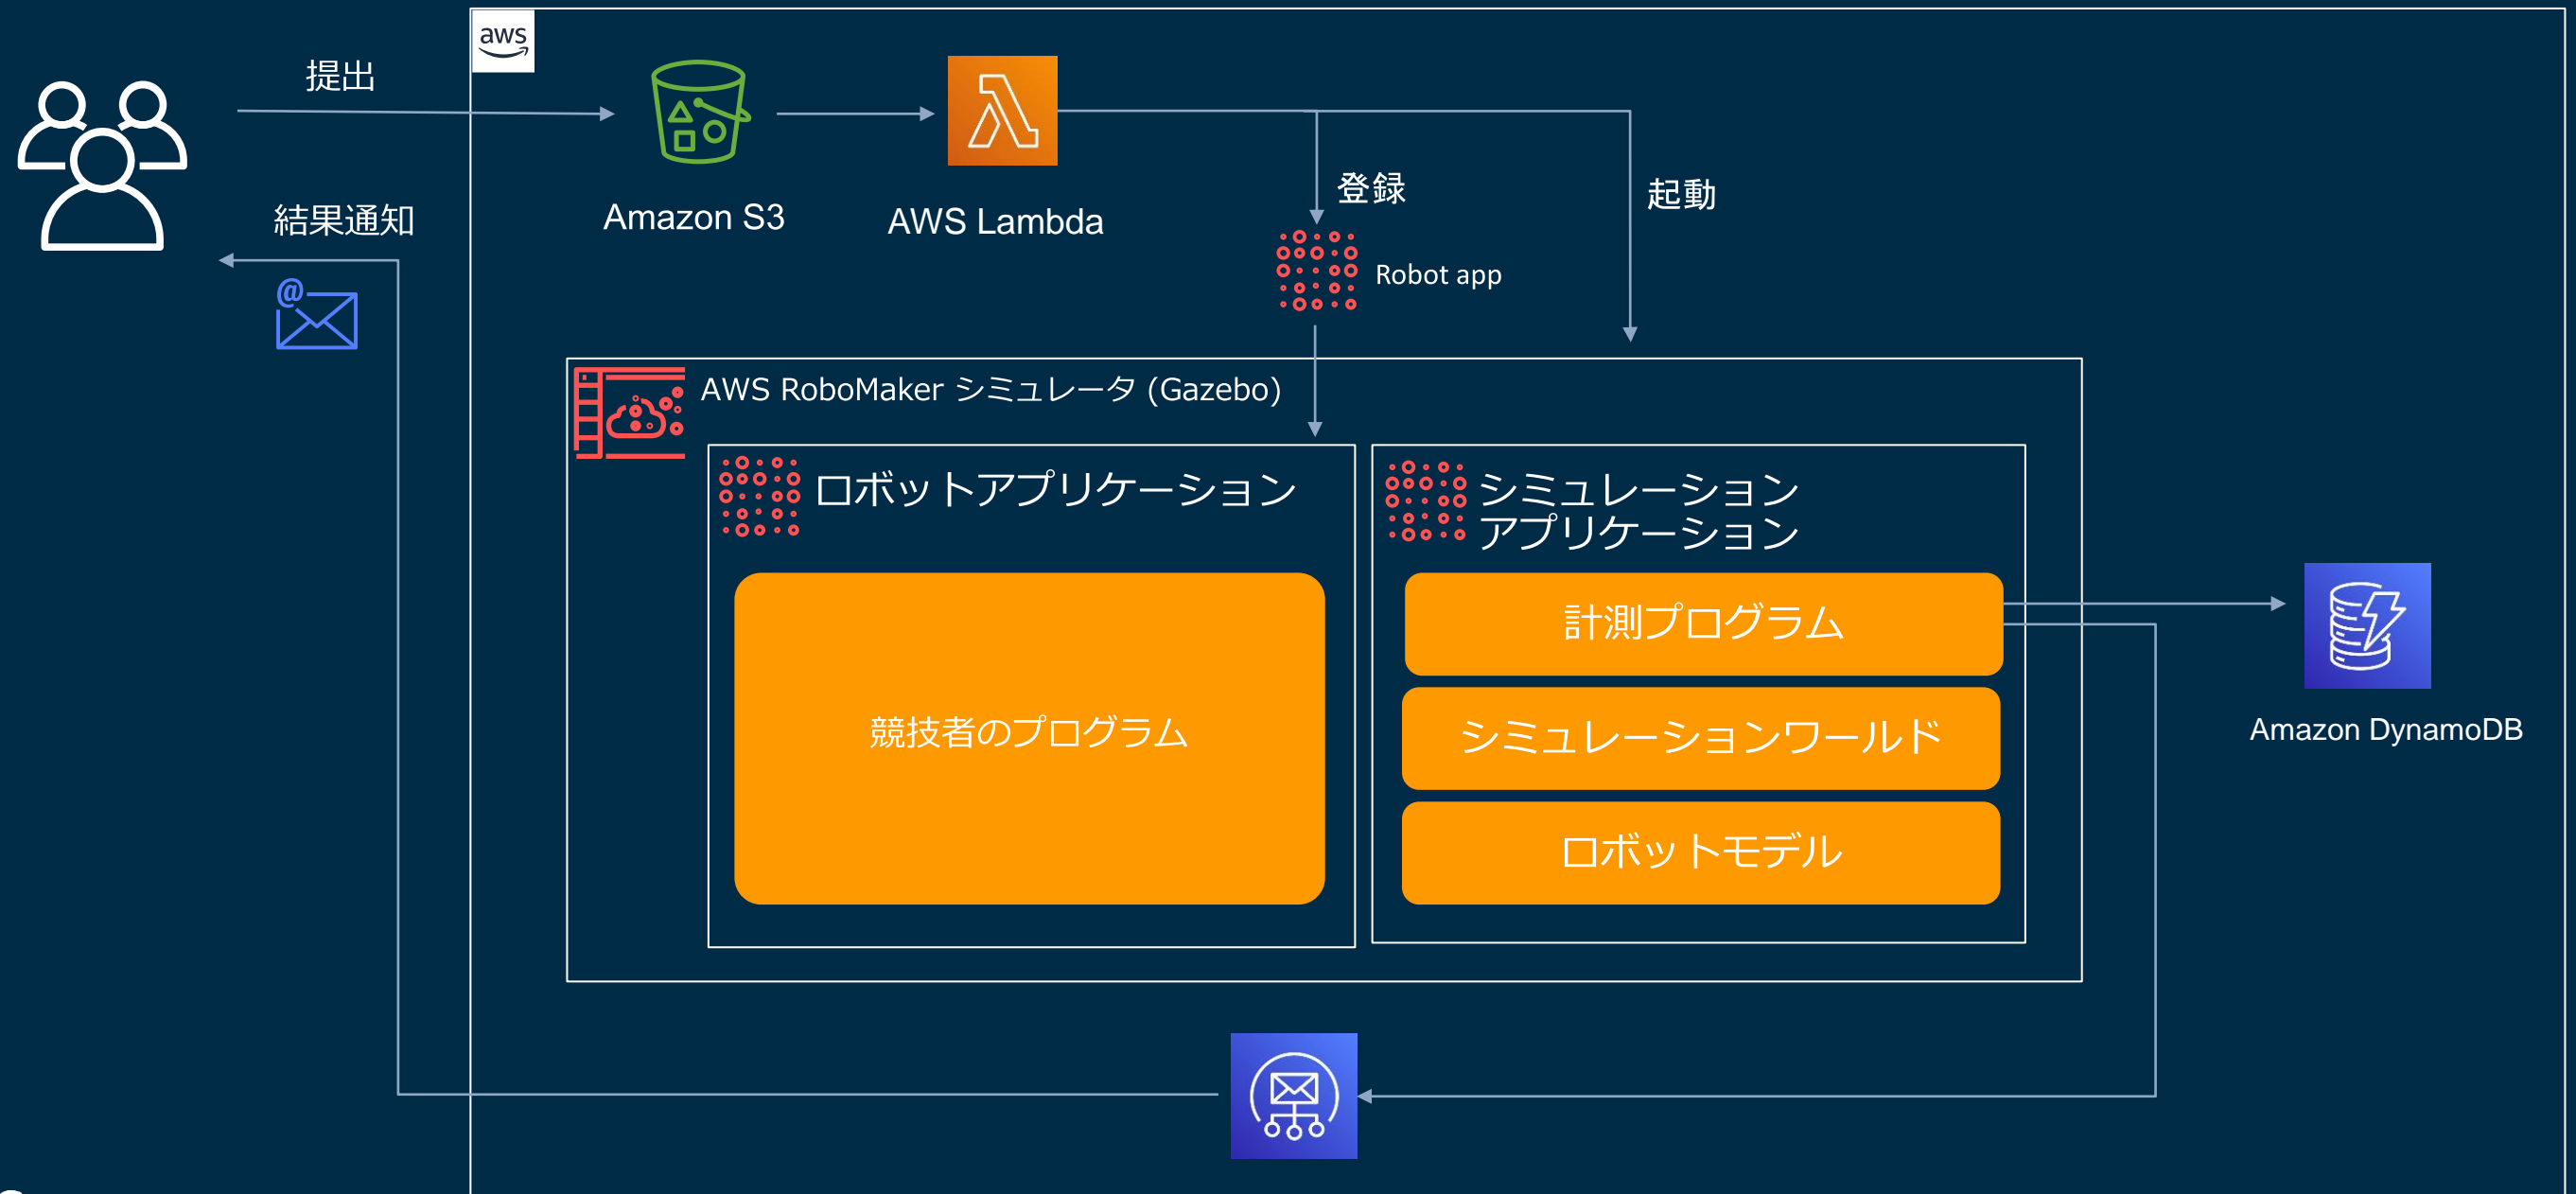 aws
提出
Amazon S3
AWS Lambda
登録
起動
結果通知
@
Robot app
AWS RoboMaker シミュレータ (Gazebo)
ロボットアプリケーション
競技者のプログラム
シミュレーション
アプリケーション
計測プログラム
シミュレーションワールド
ロボットモデル
Amazon DynamoDB